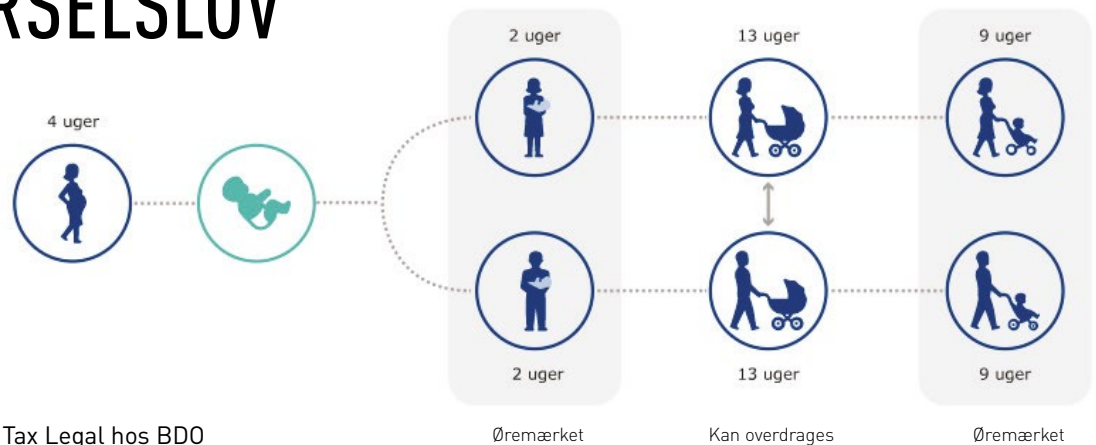 2 uger
13 uger
9 uger
4 uger
2 uger
13 uger
9 uger
Tax Legal hos BDO
Øremærket
Kan overdrages
Øremærket